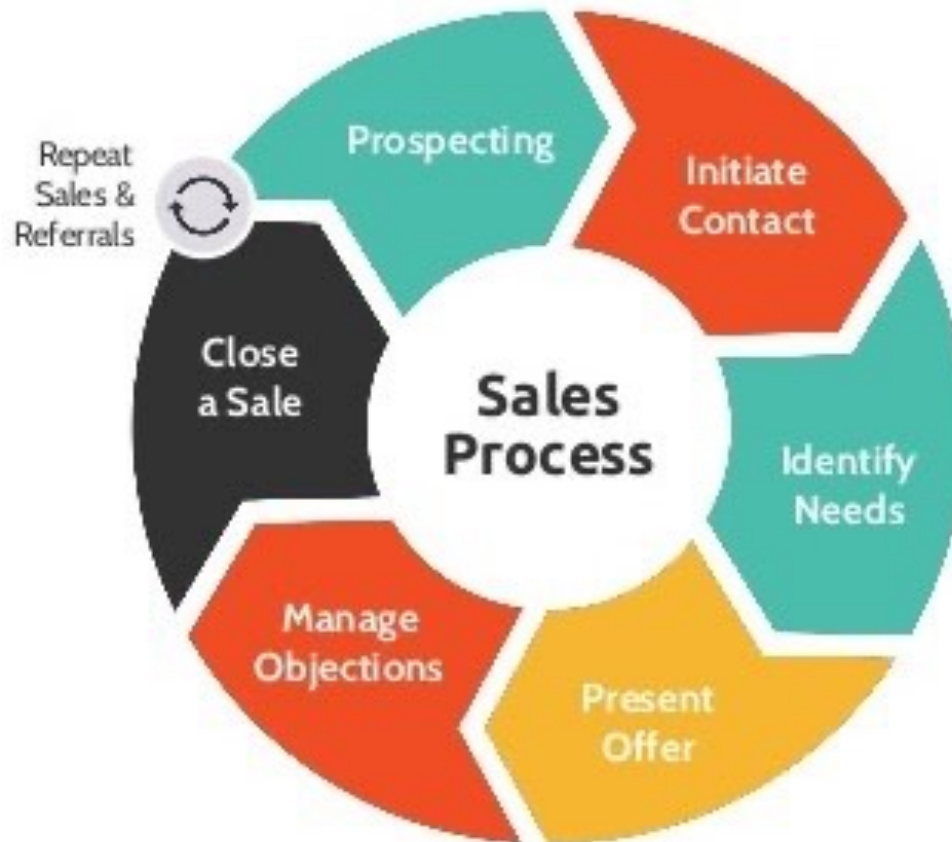 Prospecting
Initiate
Contact
Identify
Needs
Present
Offer
Manage
Objections
Close
a Sale
Repeat
Sales &
Referrals
Sales
Process